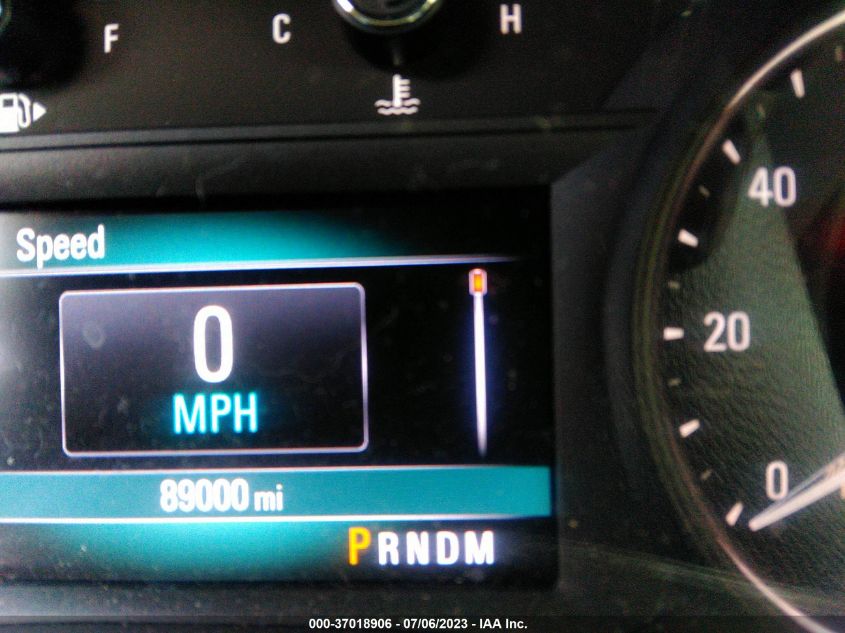 F C H
Speed
0
MPH
89000 mi
PRNDM
40
20
0
000-37018906 - 07/06/2023 - IAA Inc.